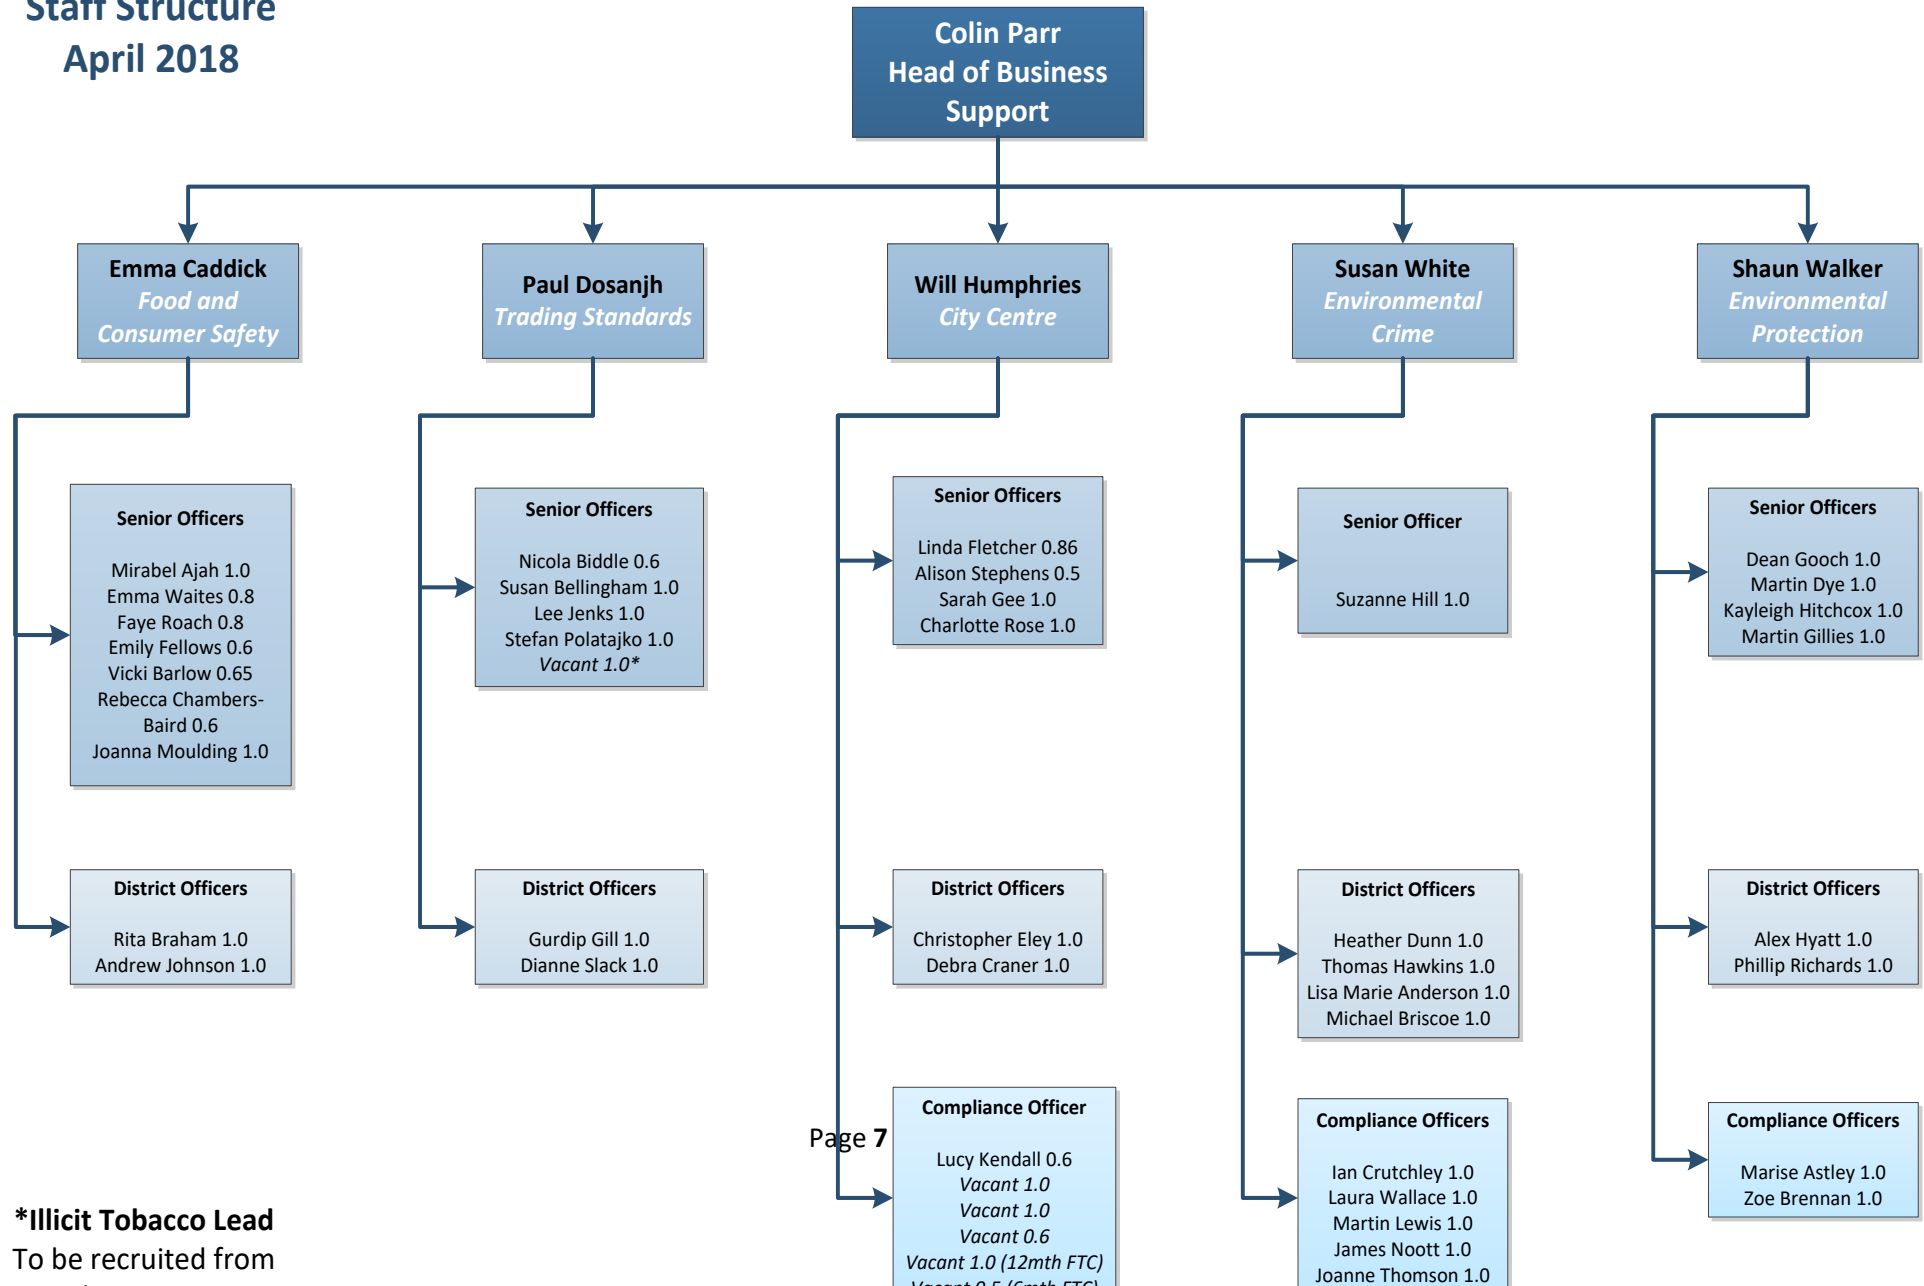 Staff Structure
April 2018
Colin Parr
Head of Business
Support
Emma Caddick
Food and
Consumer Safety
Paul Dosanjh
Trading Standards
Will Humphries
City Centre
Susan White
Environmental
Crime
Shaun Walker
Environmental
Protection
Senior Officers
Mirabel Ajah 1.0
Emma Waites 0.8
Faye Roach 0.8
Emily Fellows 0.6
Vicki Barlow 0.65
Rebecca Chambers-
Baird 0.6
Joanna Moulding 1.0
Senior Officers
Nicola Biddle 0.6
Susan Bellingham 1.0
Lee Jenks 1.0
Stefan Polatajko 1.0
Vacant 1.0*
Senior Officers
Linda Fletcher 0.86
Alison Stephens 0.5
Sarah Gee 1.0
Charlotte Rose 1.0
Senior Officer
Suzanne Hill 1.0
Senior Officers
Dean Gooch 1.0
Martin Dye 1.0
Kayleigh Hitchcox 1.0
Martin Gillies 1.0
District Officers
Rita Braham 1.0
Andrew Johnson 1.0
District Officers
Gurdip Gill 1.0
Dianne Slack 1.0
District Officers
Christopher Eley 1.0
Debra Craner 1.0
District Officers
Heather Dunn 1.0
Thomas Hawkins 1.0
Lisa Marie Anderson 1.0
Michael Briscoe 1.0
District Officers
Alex Hyatt 1.0
Phillip Richards 1.0
Compliance Officer
Lucy Kendall 0.6
Vacant 1.0
Vacant 1.0
Vacant 0.6
Vacant 1.0 (12mth FTC)
Vacant 0.5 (6mth FTC)
Compliance Officers
Ian Crutchley 1.0
Laura Wallace 1.0
Martin Lewis 1.0
James Noott 1.0
Joanne Thomson 1.0
Compliance Officers
Marise Astley 1.0
Zoe Brennan 1.0
Page 7
*Illicit Tobacco Lead
To be recruited from